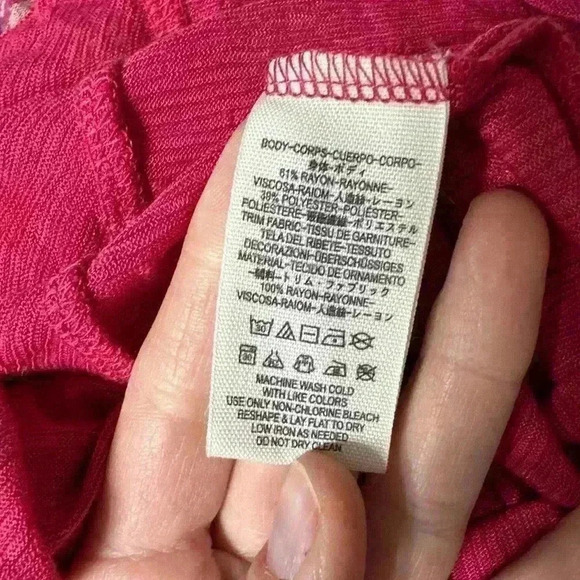 BODY-CORPS-CUERPO-CORPO-
身体-ボディ
61% RAYON-RAYONNE-
VISCOSA-RAIOM-人造絲-レーヨン
39% POLYESTER-POLIÉSTER-
POLIESTERE-聚酯纖維-ポリエステル
TRIM FABRIC-TISSU DE GARNITURE-
TELA DEL RIBETE-TESSUTO
DECORAZIONI-ÜBERSCHÜSSIGES
MATERIAL-TECIDO DE ORNAMENTO
-輔料-トリム・ファブリック
100% RAYON-RAYONNE-
VISCOSA-RAIOM-人造絲-レーヨン
30
MACHINE WASH COLD
WITH LIKE COLORS
USE ONLY NON-CHLORINE BLEACH
RESHAPE & LAY FLAT TO DRY
LOW IRON AS NEEDED
DO NOT DRY CLEAN